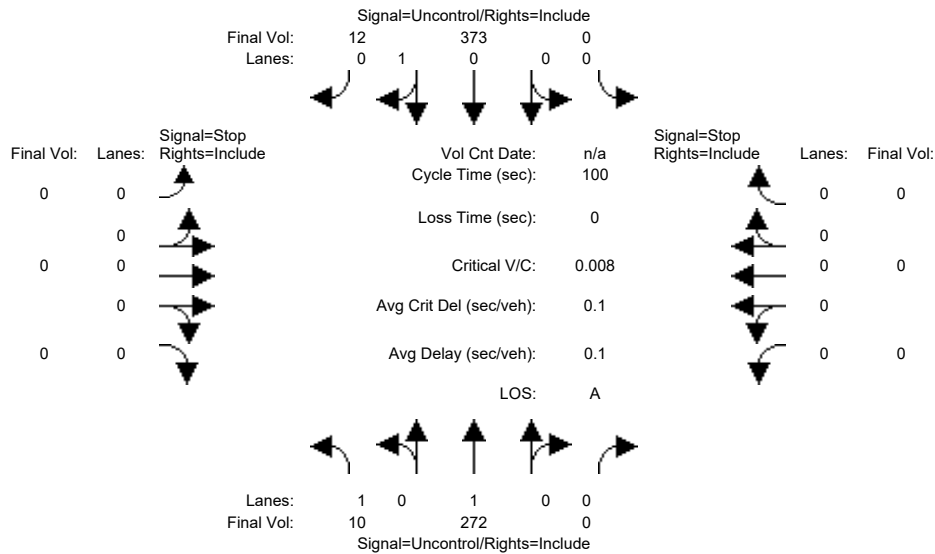 Signal=Uncontrol/Rights=Include
Final Vol: 12 373 0
Lanes: 0 1 0 0 0
Signal=Stop
Final Vol: Lanes: Rights=Include
Vol Cnt Date: n/a
Signal=Stop
Rights=Include Lanes: Final Vol:
Cycle Time (sec): 100
0 0
0 0
Loss Time (sec): 0
0
0
0 0
Critical V/C: 0.008
0 0
0
Avg Crit Del (sec/veh): 0.1
0
0 0
Avg Delay (sec/veh): 0.1
0 0
LOS: A
Lanes: 1 0 1 0 0
Final Vol: 10 272 0
Signal=Uncontrol/Rights=Include